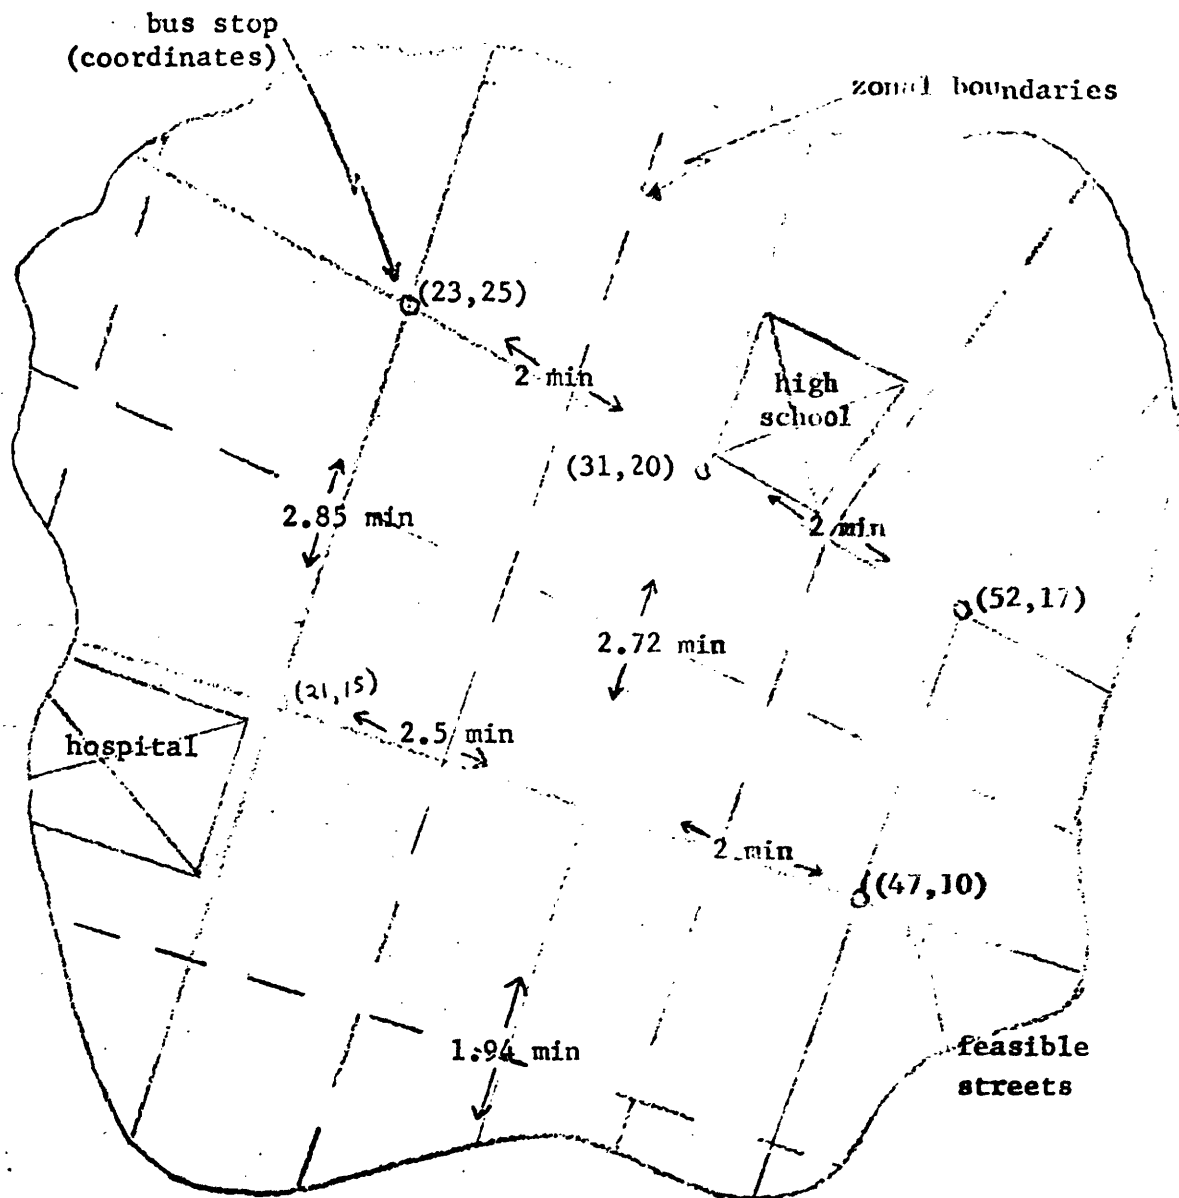 bus stop
(coordinates)
zonal boundaries
(23,25)
2 min
high
school
(31,20)
2.85 min
2 min
(52,17)
2.72 min
(21,15)
2.5 min
hospital
2 min
(47,10)
1.94 min
feasible
streets